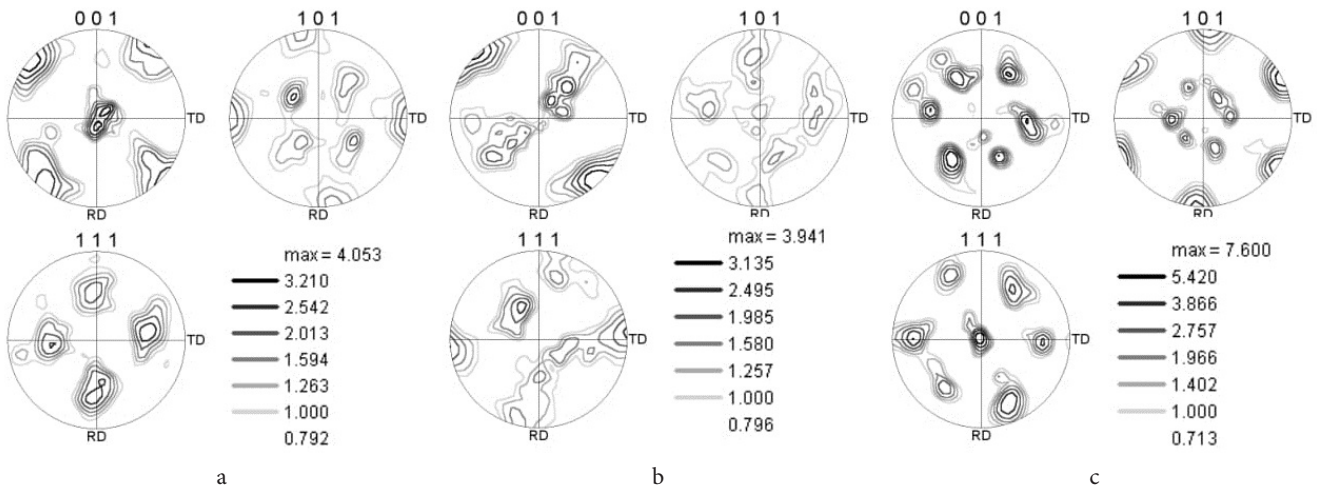 0 0 1
1 0 1
TD
TD
RD
RD
1 1 1
TD
RD
max = 4.053
3.210
2.542
2.013
1.594
1.263
1.000
0.792
a
0 0 1
1 0 1
TD
TD
RD
RD
1 1 1
TD
RD
max = 3.941
3.135
2.495
1.985
1.580
1.257
1.000
0.796
b
0 0 1
1 0 1
TD
TD
RD
RD
1 1 1
TD
RD
max = 7.600
5.420
3.866
2.757
1.966
1.402
1.000
0.713
c